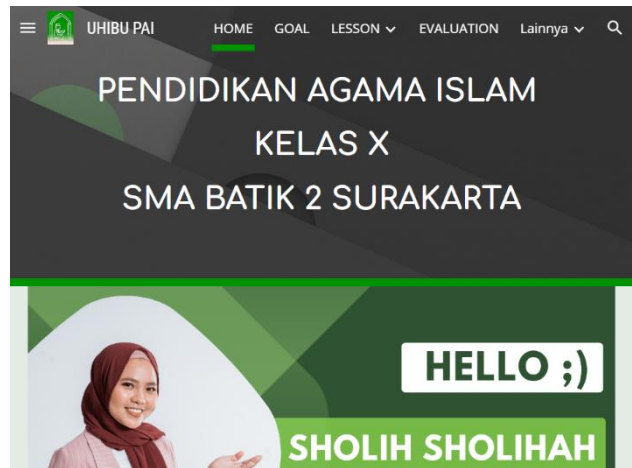 UHIBU PAI HOME GOAL LESSON EVALUATION Lainnya
PENDIDIKAN AGAMA ISLAM
KELAS X
SMA BATIK 2 SURAKARTA
HELLO ;)
SHOLIH SHOLIHAH